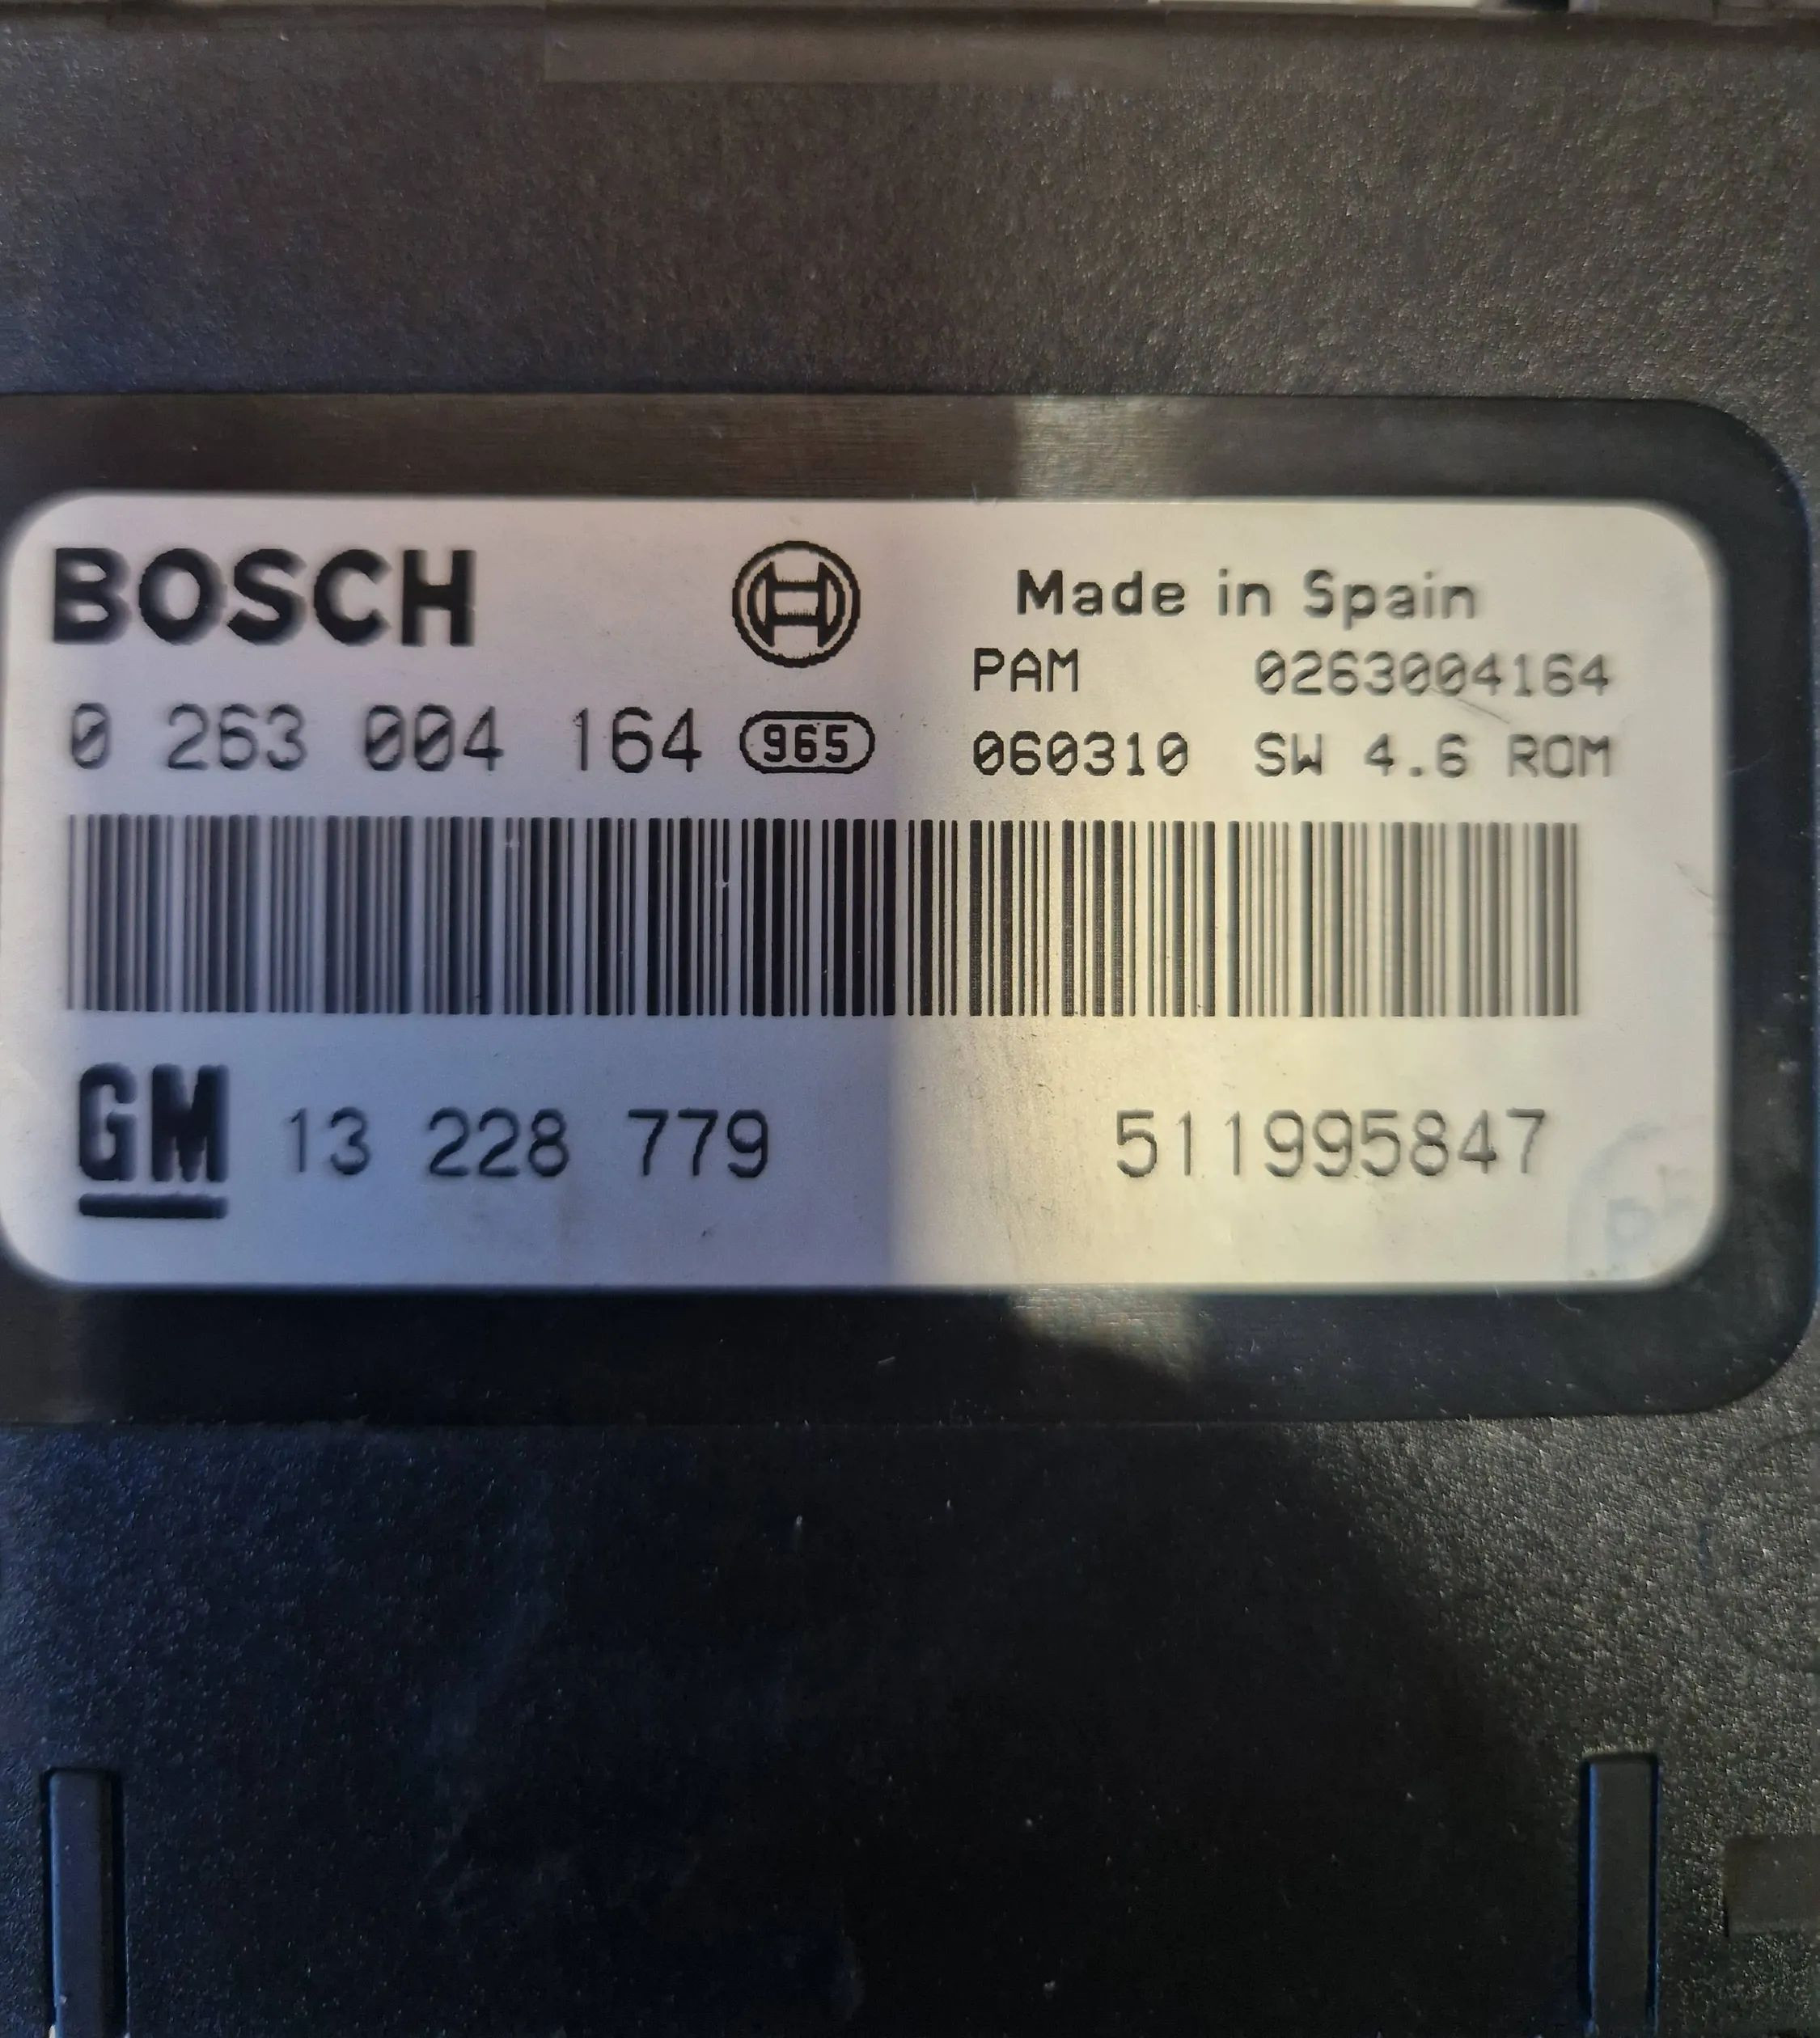 BOSCH
Made in Spain
PAM 0263004164
0 263 004 164 965
060310 SW 4.6 ROM
GM 13 228 779 511995847